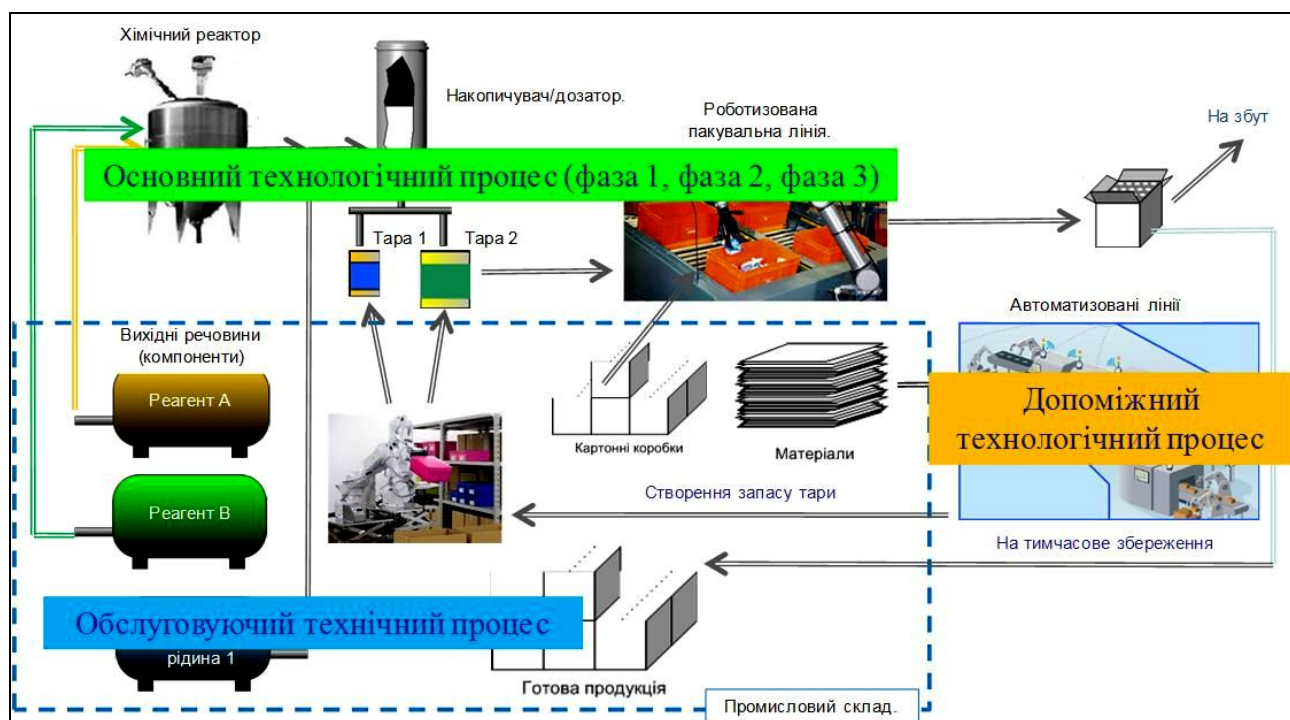 Хімічний реактор
Накопичувач/дозатор.
Роботизована
пакувальна лінія.
На збут
Основний технологічний процес (фаза 1, фаза 2, фаза 3)
Тара 1
Тара 2
Автоматизовані лінії
Вихідні речовини
(компоненти)
Реагент А
Картонні коробки
Матеріали
Допоміжний
технологічний процес
Створення запасу тари
Реагент В
На тимчасове збереження
Обслуговуючий технічний процес
рідина 1
Готова продукція
Промисловий склад.